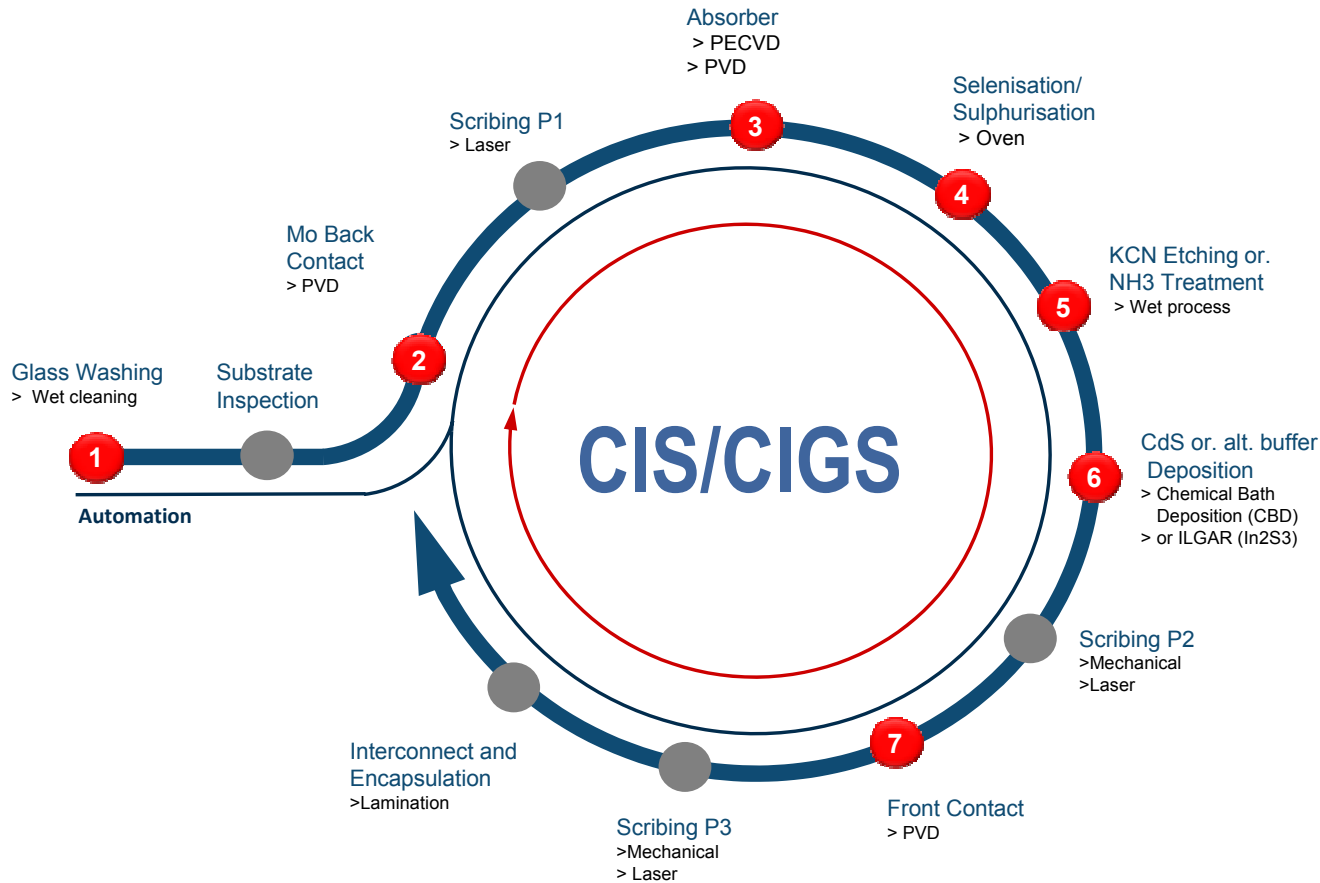 Absorber
> PECVD
> PVD
3
Selenisation/
Sulphurisation
> Oven
4
Scribing P1
> Laser
Mo Back
Contact
> PVD
2
KCN Etching or.
NH3 Treatment
> Wet process
5
Glass Washing
> Wet cleaning
1
Substrate
Inspection
Automation
CIS/CIGS
CdS or. alt. buffer
Deposition
> Chemical Bath
Deposition (CBD)
> or ILGAR (In2S3)
6
Scribing P2
>Mechanical
>Laser
7
Front Contact
> PVD
Scribing P3
>Mechanical
> Laser
Interconnect and
Encapsulation
>Lamination